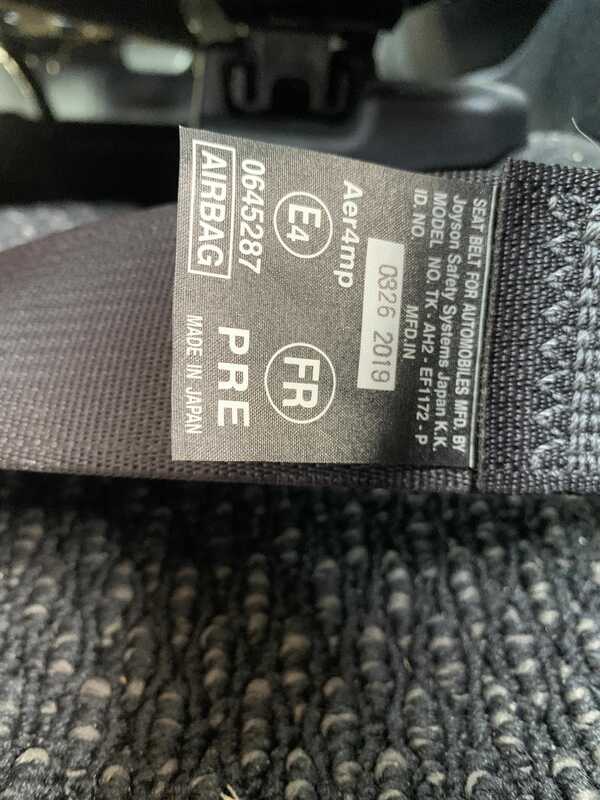 SEAT BELT FOR AUTOMOBILES MFD. BY
Joyson Safety Systems Japan K.K.
MODEL NO. TK-AH2-EF1172-P
ID. NO. MFD.IN
0326 2019
Aer4mp
E4
FR
0645287
PRE
AIRBAG
MADE IN JAPAN